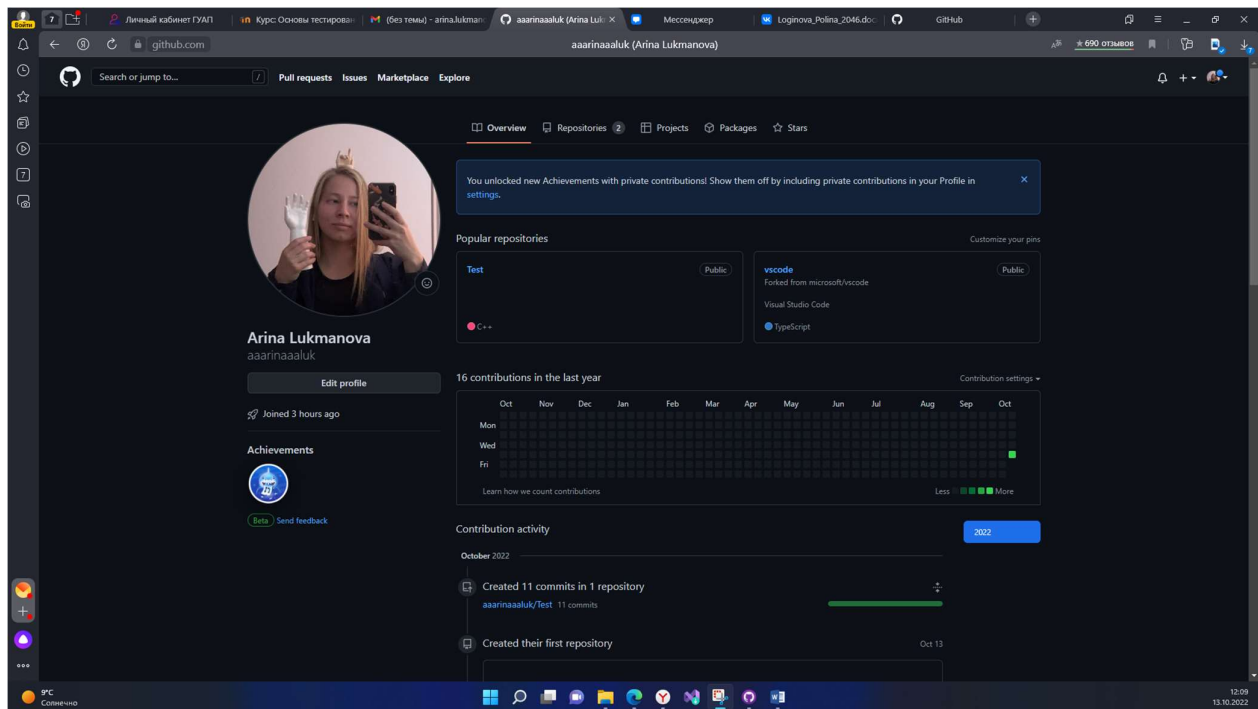 Войти
7
Личный кабинет ГУАП
Курс: Основы тестирован
(без темы) - arina.lukman
aaarinaaaluk (Arina Luk
Мессенджер
Loginova_Polina_2046.doc
GitHub
github.com
aaarinaaaluk (Arina Lukmanova)
★ 690 отзывов
7
Search or jump to...
/
Pull requests
Issues
Marketplace
Explore
7
Overview
Repositories 2
Projects
Packages
Stars
You unlocked new Achievements with private contributions! Show them off by including private contributions in your Profile in
settings.
Popular repositories
Customize your pins
Test
Public
C++
vscode
Public
Forked from microsoft/vscode
Visual Studio Code
TypeScript
Arina Lukmanova
aaarinaaaluk
Edit profile
Joined 3 hours ago
Achievements
Beta Send feedback
16 contributions in the last year
Contribution settings
Oct Nov Dec Jan Feb Mar Apr May Jun Jul Aug Sep Oct
Mon
Wed
Fri
Learn how we count contributions
Less More
Contribution activity
2022
October 2022
Created 11 commits in 1 repository
aaarinaaaluk/Test 11 commits
Created their first repository
Oct 13
9°C
Солнечно
12:09
13.10.2022